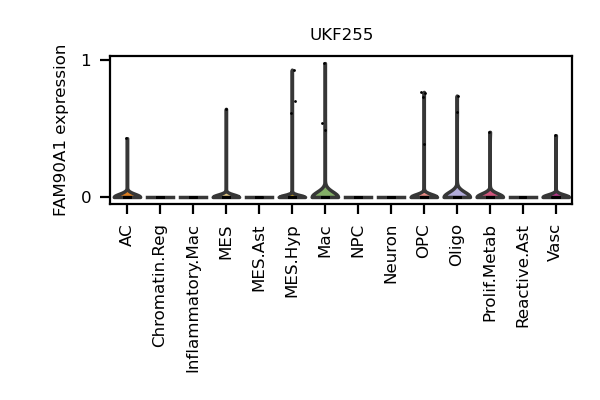 UKF255
FAM90A1 expression
1
0
AC
Chromatin.Reg
Inflammatory.Mac
MES
MES.Ast
MES.Hyp
Mac
NPC
Neuron
OPC
Oligo
Prolif.Metab
Reactive.Ast
Vasc